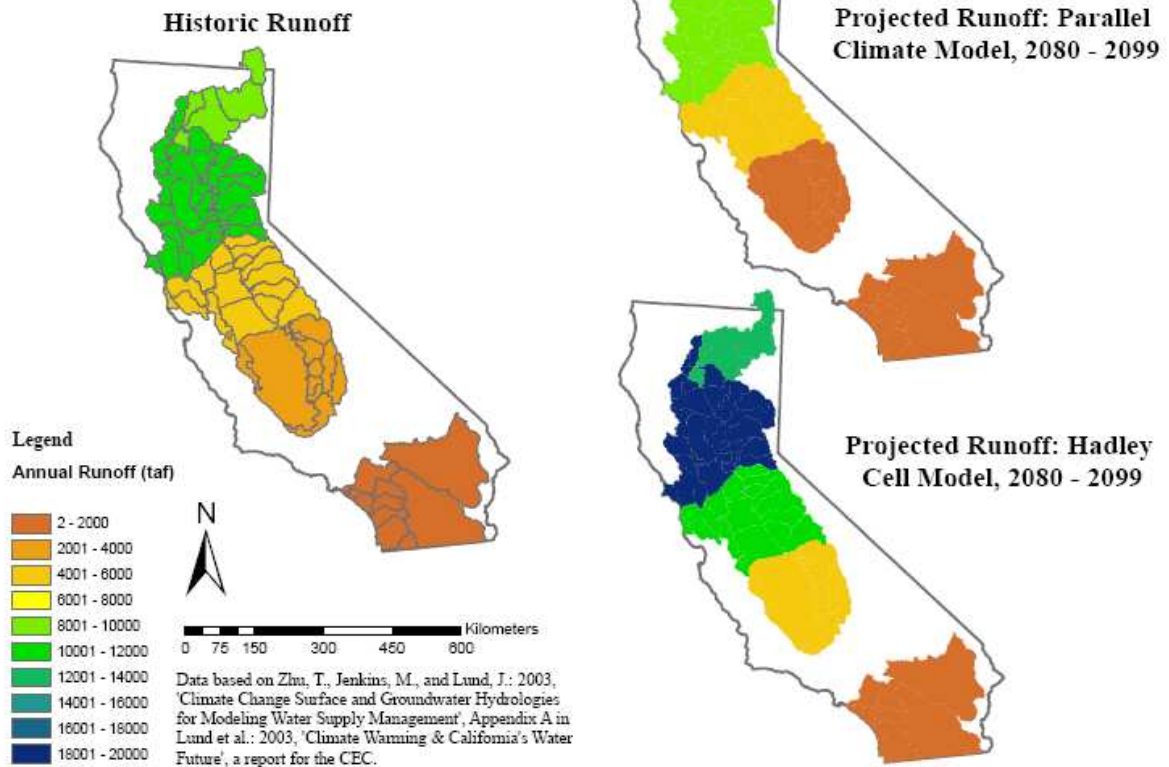 Historic Runoff
Projected Runoff: Parallel
Climate Model, 2080 - 2099
Projected Runoff: Hadley
Cell Model, 2080 - 2099
Legend
Annual Runoff (taf)
2 - 2000
2001 - 4000
4001 - 6000
6001 - 8000
8001 - 10000
10001 - 12000
12001 - 14000
14001 - 16000
16001 - 18000
18001 - 20000
N
Kilometers
0 75 150 300 450 600
Data based on Zhu, T., Jenkins, M., and Lund, J.: 2003,
'Climate Change Surface and Groundwater Hydrologies
for Modeling Water Supply Management', Appendix A in
Lund et al.: 2003, 'Climate Warming & California's Water
Future', a report for the CEC.